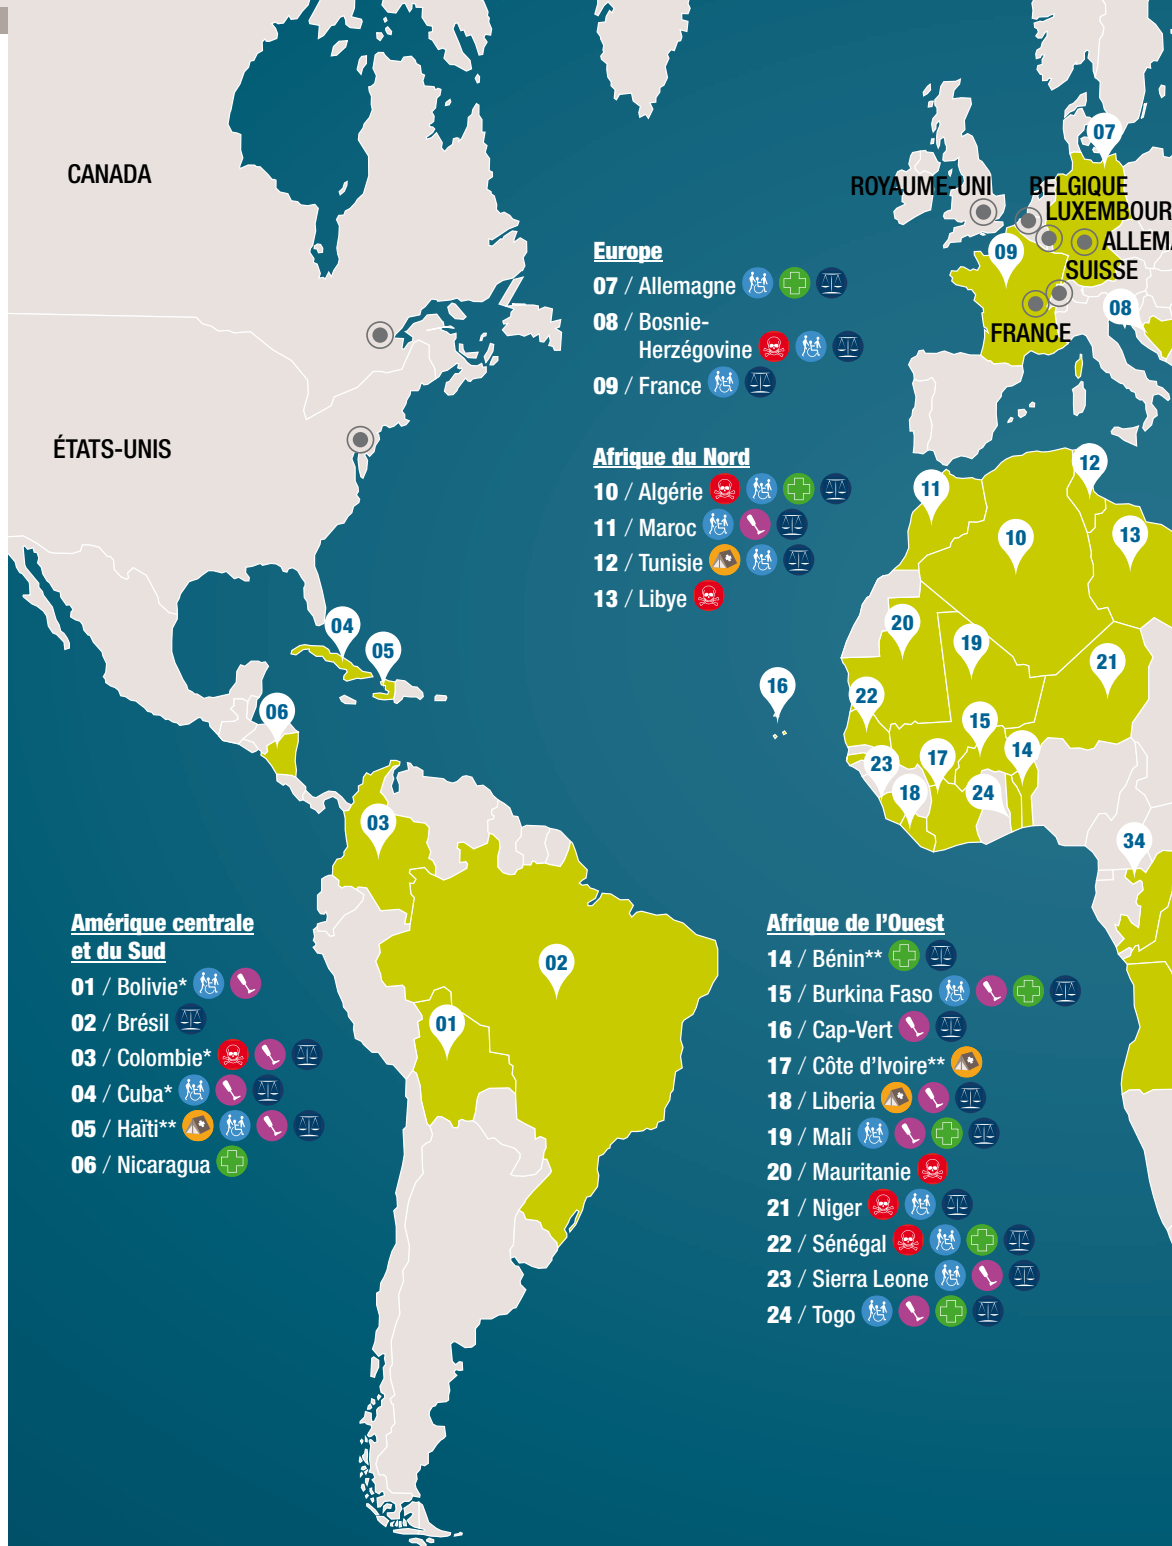 CANADA
ÉTATS-UNIS
ROYAUME-UNI
BELGIQUE
LUXEMBOUR
ALLEMA
SUISSE
FRANCE
07
09
08
12
11
10
13
20
19
21
16
22
15
14
17
23
18
24
34
04
05
06
03
02
01
Europe
07 / Allemagne
08 / Bosnie-
Herzégovine
09 / France
Afrique du Nord
10 / Algérie
11 / Maroc
12 / Tunisie
13 / Libye
Amérique centrale
et du Sud
01 / Bolivie*
02 / Brésil
03 / Colombie*
04 / Cuba*
05 / Haïti**
06 / Nicaragua
Afrique de l'Ouest
14 / Bénin**
15 / Burkina Faso
16 / Cap-Vert
17 / Côte d'Ivoire**
18 / Liberia
19 / Mali
20 / Mauritanie
21 / Niger
22 / Sénégal
23 / Sierra Leone
24 / Togo